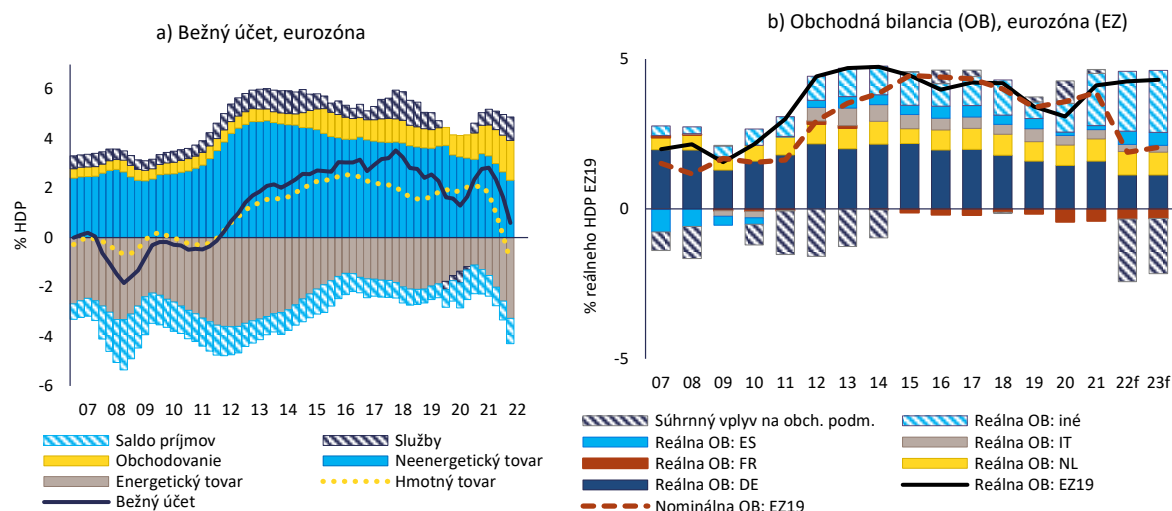 a) Bežný účet, eurozóna
% HDP
6
4
2
0
-2
-4
-6
07 08 09 10 11 12 13 14 15 16 17 18 19 20 21 22
Saldo príjmov
Služby
Obchodovanie
Neenergetický tovar
Energetický tovar
Hmotný tovar
Bežný účet
b) Obchodná bilancia (OB), eurozóna (EZ)
% reálneho HDP EZ19
5
0
-5
07 08 09 10 11 12 13 14 15 16 17 18 19 20 21 22f 23f
Súhrnný vplyv na obch. podm.
Reálna OB: iné
Reálna OB: ES
Reálna OB: IT
Reálna OB: FR
Reálna OB: NL
Reálna OB: DE
Reálna OB: EZ19
Nominálna OB: EZ19